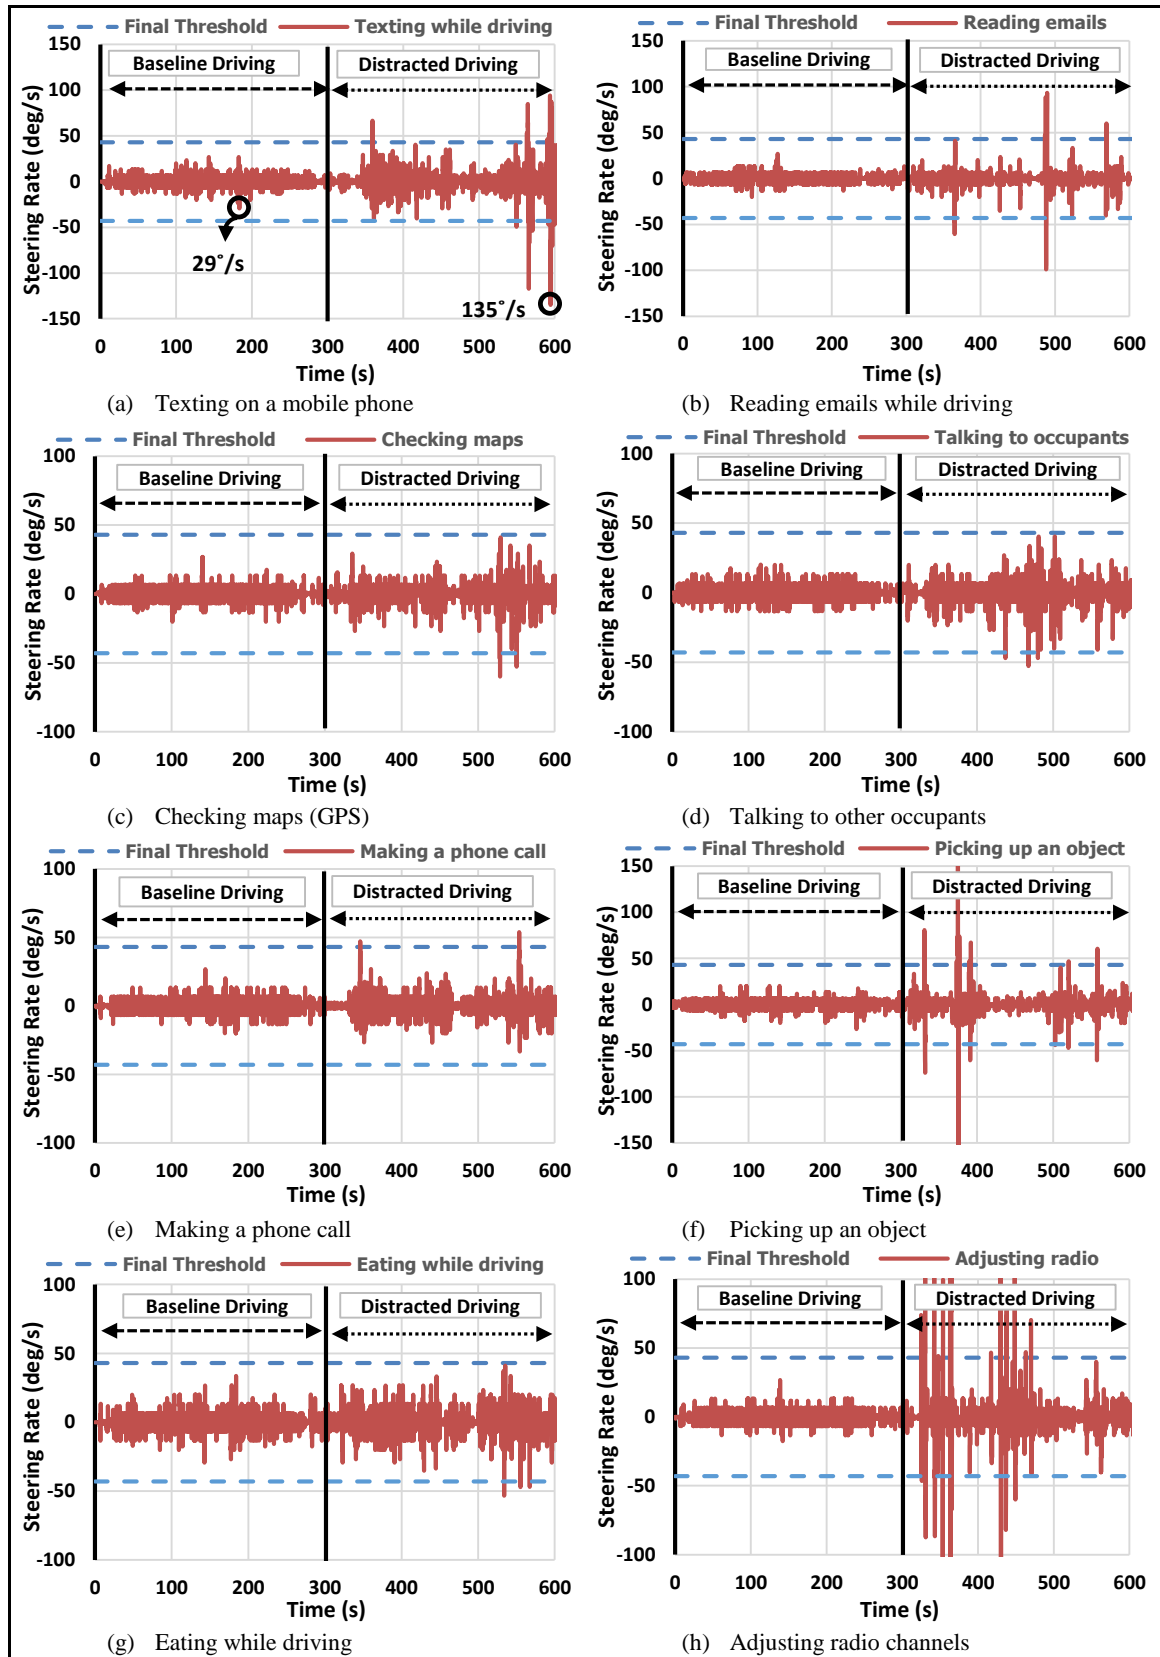 Final Threshold Texting while driving
150
100
50
0
-50
-100
-150
Steering Rate (deg/s)
Baseline Driving
Distracted Driving
29˚/s
135˚/s
0 100 200 300 400 500 600
Time (s)
(a) Texting on a mobile phone
Final Threshold Reading emails
150
100
50
0
-50
-100
-150
Steering Rate (deg/s)
Baseline Driving
Distracted Driving
0 100 200 300 400 500 600
Time (s)
(b) Reading emails while driving
Final Threshold Checking maps
100
50
0
-50
-100
Steering Rate (deg/s)
Baseline Driving
Distracted Driving
0 100 200 300 400 500 600
Time (s)
(c) Checking maps (GPS)
Final Threshold Talking to occupants
100
50
0
-50
-100
Steering Rate (deg/s)
Baseline Driving
Distracted Driving
0 100 200 300 400 500 600
Time (s)
(d) Talking to other occupants
Final Threshold Making a phone call
100
50
0
-50
-100
Steering Rate (deg/s)
Baseline Driving
Distracted Driving
0 100 200 300 400 500 600
Time (s)
(e) Making a phone call
Final Threshold Picking up an object
150
100
50
0
-50
-100
-150
Steering Rate (deg/s)
Baseline Driving
Distracted Driving
0 100 200 300 400 500 600
Time (s)
(f) Picking up an object
Final Threshold Eating while driving
100
50
0
-50
-100
Steering Rate (deg/s)
Baseline Driving
Distracted Driving
0 100 200 300 400 500 600
Time (s)
(g) Eating while driving
Final Threshold Adjusting radio
100
50
0
-50
-100
Steering Rate (deg/s)
Baseline Driving
Distracted Driving
0 100 200 300 400 500 600
Time (s)
(h) Adjusting radio channels